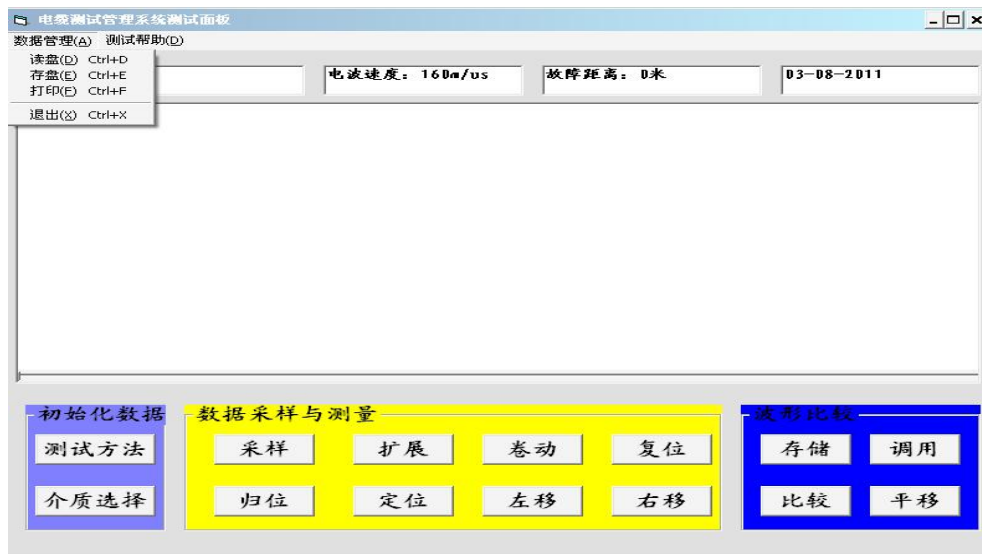 电缆测试管理系统测试面板
数据管理(A) 测试帮助(D)
读盘(D) Ctrl+D
存盘(E) Ctrl+E
打印(F) Ctrl+F
退出(X) Ctrl+X
电波速度: 160m/us
故障距离: 0米
03-08-2011
初始化数据
数据采样与测量
波形比较
测试方法
采样
扩展
卷动
复位
存储
调用
介质选择
归位
定位
左移
右移
比较
平移